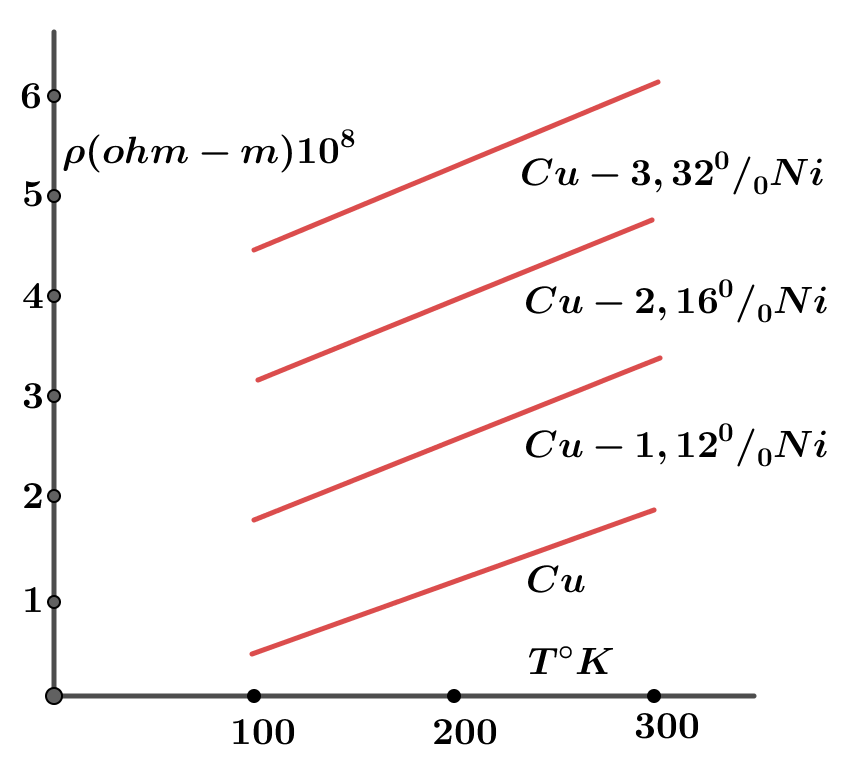 6
ρ(ohm − m)10⁸
5
Cu − 3,32⁰/₀Ni
4
Cu − 2,16⁰/₀Ni
3
Cu − 1,12⁰/₀Ni
2
1
Cu
T°K
100 200 300